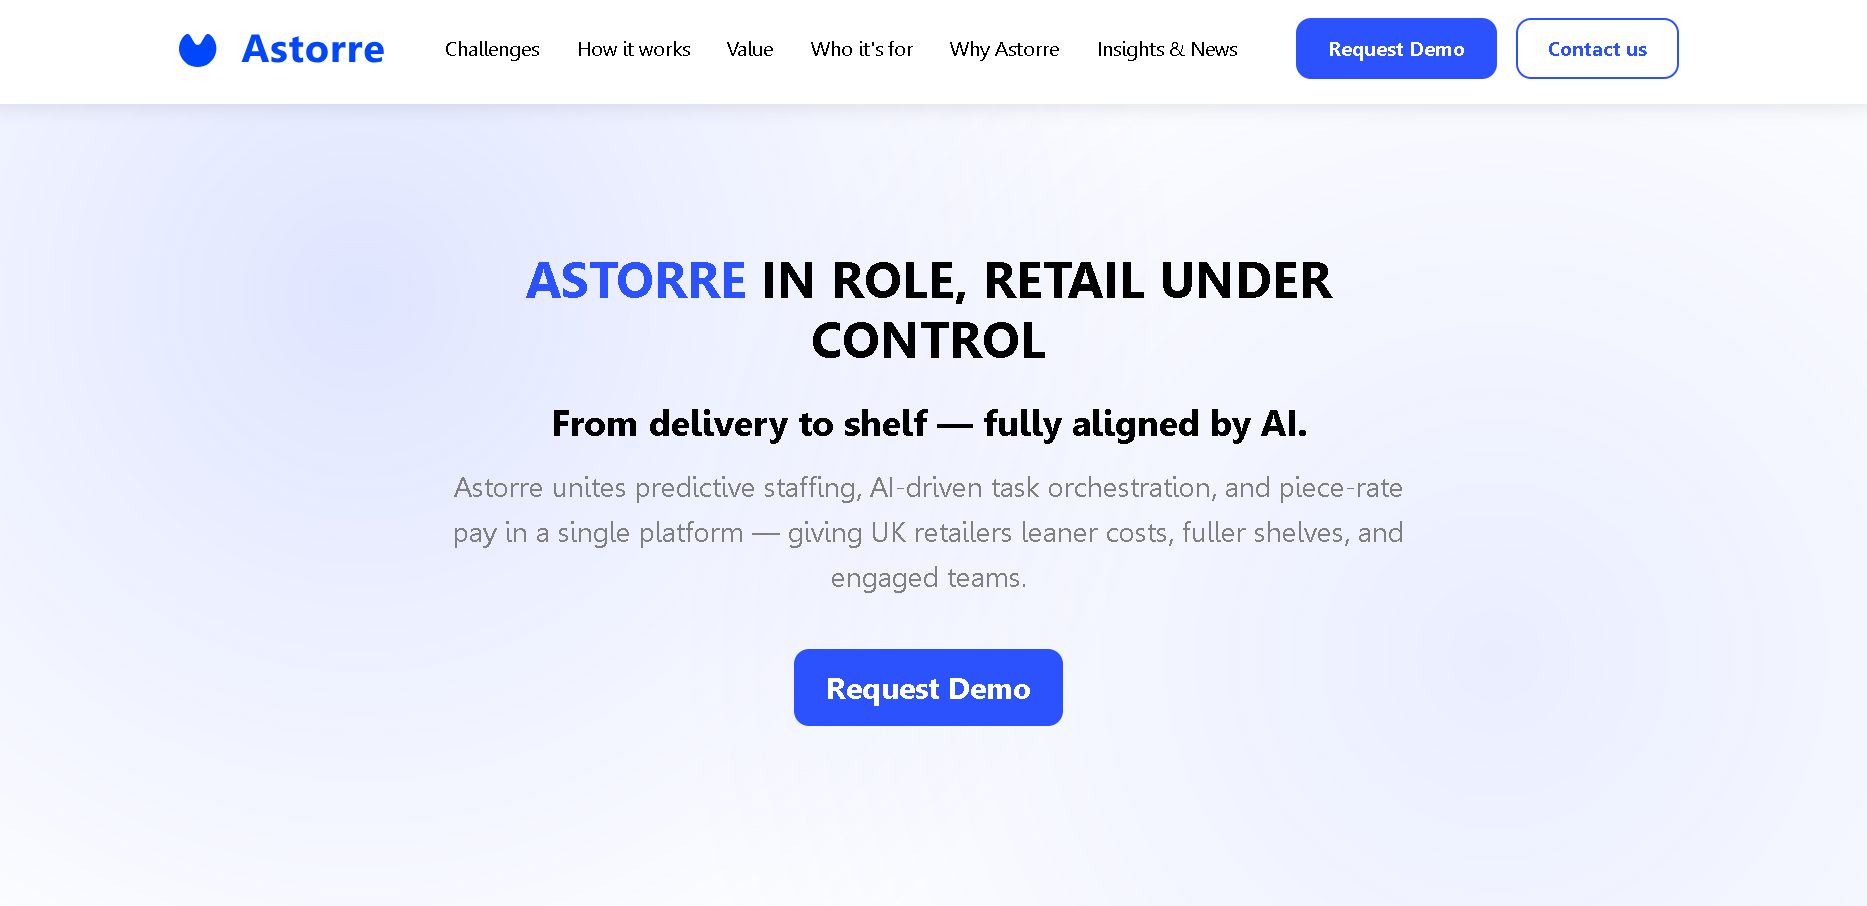 Astorre
Challenges
How it works
Value
Who it's for
Why Astorre
Insights & News
Request Demo
Contact us
ASTORRE IN ROLE, RETAIL UNDER
CONTROL
From delivery to shelf — fully aligned by AI.
Astorre unites predictive staffing, AI-driven task orchestration, and piece-rate
pay in a single platform — giving UK retailers leaner costs, fuller shelves, and
engaged teams.
Request Demo